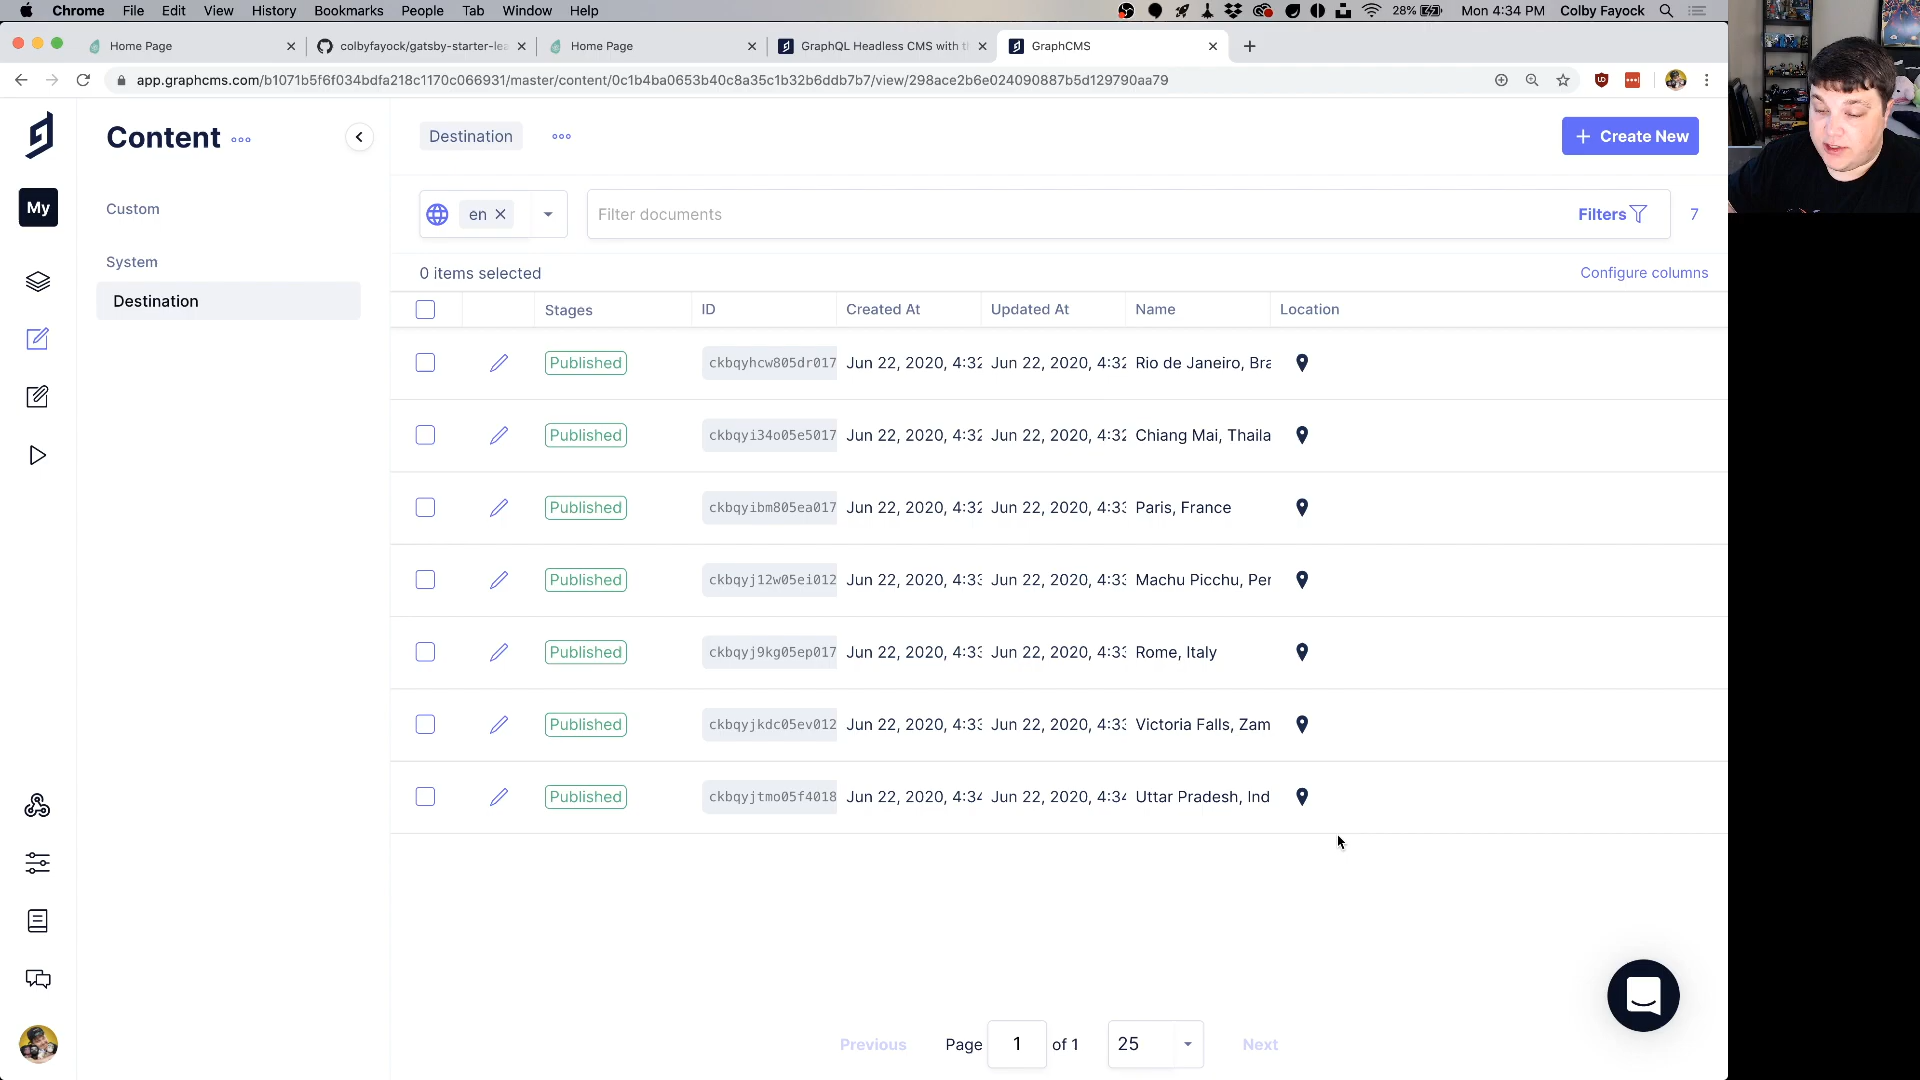 Chrome File Edit View History Bookmarks People Tab Window Help 28% Mon 4:34 PM Colby Fayock
Home Page colbyfayock/gatsby-starter-lea Home Page GraphQL Headless CMS with t GraphCMS
app.graphcms.com/b1071b5f6f034bdfa218c1170c066931/master/content/0c1b4ba0653b40c8a35c1b32b6ddb7b7/view/298ace2b6e024090887b5d129790aa79
Content
Destination
+ Create New
My
Custom
en
Filter documents
Filters
7
System
0 items selected
Configure columns
Destination
Stages ID Created At Updated At Name Location
Published ckbqyhcw805dr017 Jun 22, 2020, 4:32 Jun 22, 2020, 4:32 Rio de Janeiro, Bra
Published ckbqyi34o05e5017 Jun 22, 2020, 4:32 Jun 22, 2020, 4:32 Chiang Mai, Thaila
Published ckbqyibm805ea017 Jun 22, 2020, 4:32 Jun 22, 2020, 4:33 Paris, France
Published ckbqyj12w05ei012 Jun 22, 2020, 4:33 Jun 22, 2020, 4:33 Machu Picchu, Per
Published ckbqyj9kg05ep017 Jun 22, 2020, 4:33 Jun 22, 2020, 4:33 Rome, Italy
Published ckbqyjkdc05ev012 Jun 22, 2020, 4:33 Jun 22, 2020, 4:33 Victoria Falls, Zam
Published ckbqyjtmo05f4018 Jun 22, 2020, 4:34 Jun 22, 2020, 4:34 Uttar Pradesh, Ind
Previous Page 1 of 1 25 Next